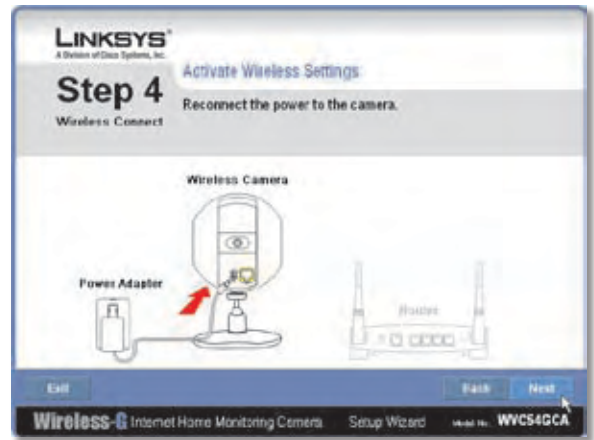 LINKSYS®
A Division of Cisco Systems, Inc.
Step 4
Wireless Connect
Activate Wireless Settings
Reconnect the power to the camera.
Wireless Camera
Power Adapter
Router
Exit
Back
Next
Wireless-G Internet Home Monitoring Camera
Setup Wizard
Model No. WVC54GCA